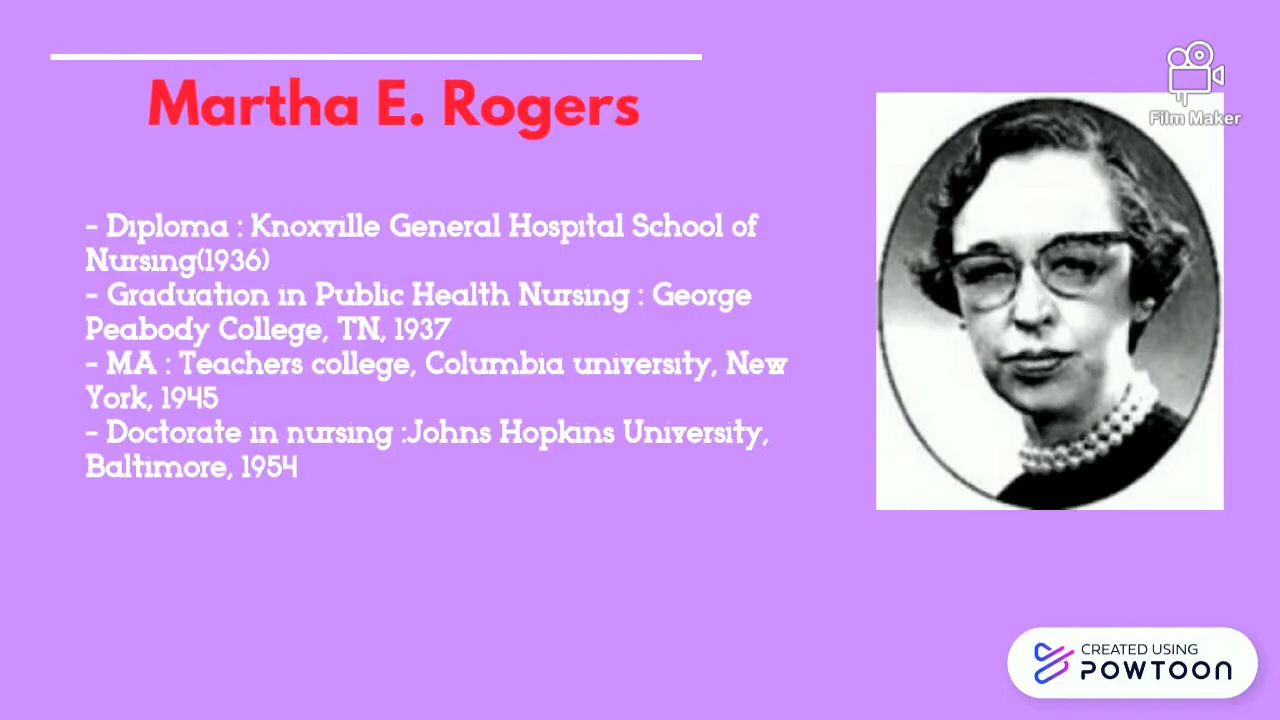 Martha E. Rogers
Film Maker
- Diploma : Knoxville General Hospital School of
Nursing(1936)
- Graduation in Public Health Nursing : George
Peabody College, TN, 1937
- MA : Teachers college, Columbia university, New
York, 1945
- Doctorate in nursing :Johns Hopkins University,
Baltimore, 1954
CREATED USING
POWTOON